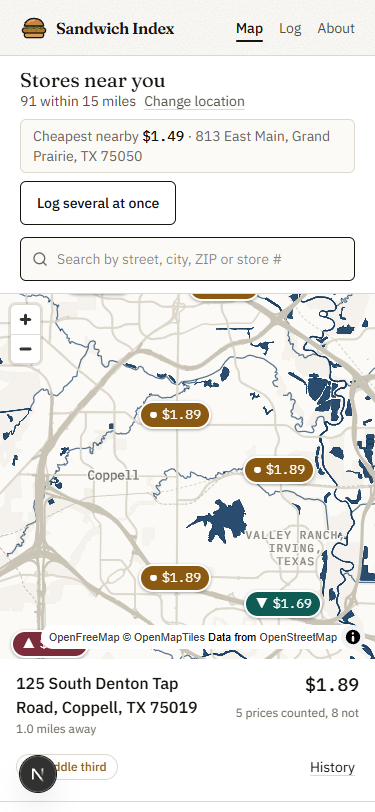 Sandwich Index
Map Log About
Stores near you
91 within 15 miles Change location
Cheapest nearby $1.49 · 813 East Main, Grand
Prairie, TX 75050
Log several at once
Search by street, city, ZIP or store #
+
−
● $1.89
Coppell
● $1.89
VALLEY RANCH,
IRVING,
TEXAS
● $1.89
▼ $1.69
▲
OpenFreeMap © OpenMapTiles Data from OpenStreetMap
125 South Denton Tap
Road, Coppell, TX 75019
$1.89
5 prices counted, 8 not
1.0 miles away
N
ddle third
History